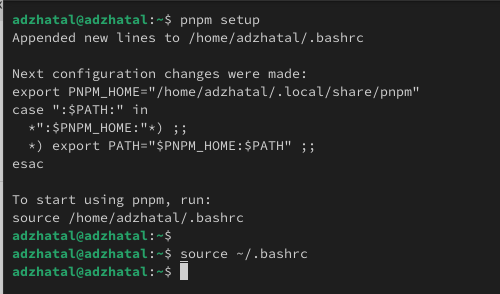 adzhatal@adzhatal:~$ pnpm setup
Appended new lines to /home/adzhatal/.bashrc

Next configuration changes were made:
export PNPM_HOME="/home/adzhatal/.local/share/pnpm"
case ":$PATH:" in
  *":$PNPM_HOME:"*) ;;
  *) export PATH="$PNPM_HOME:$PATH" ;;
esac

To start using pnpm, run:
source /home/adzhatal/.bashrc
adzhatal@adzhatal:~$
adzhatal@adzhatal:~$ source ~/.bashrc
adzhatal@adzhatal:~$